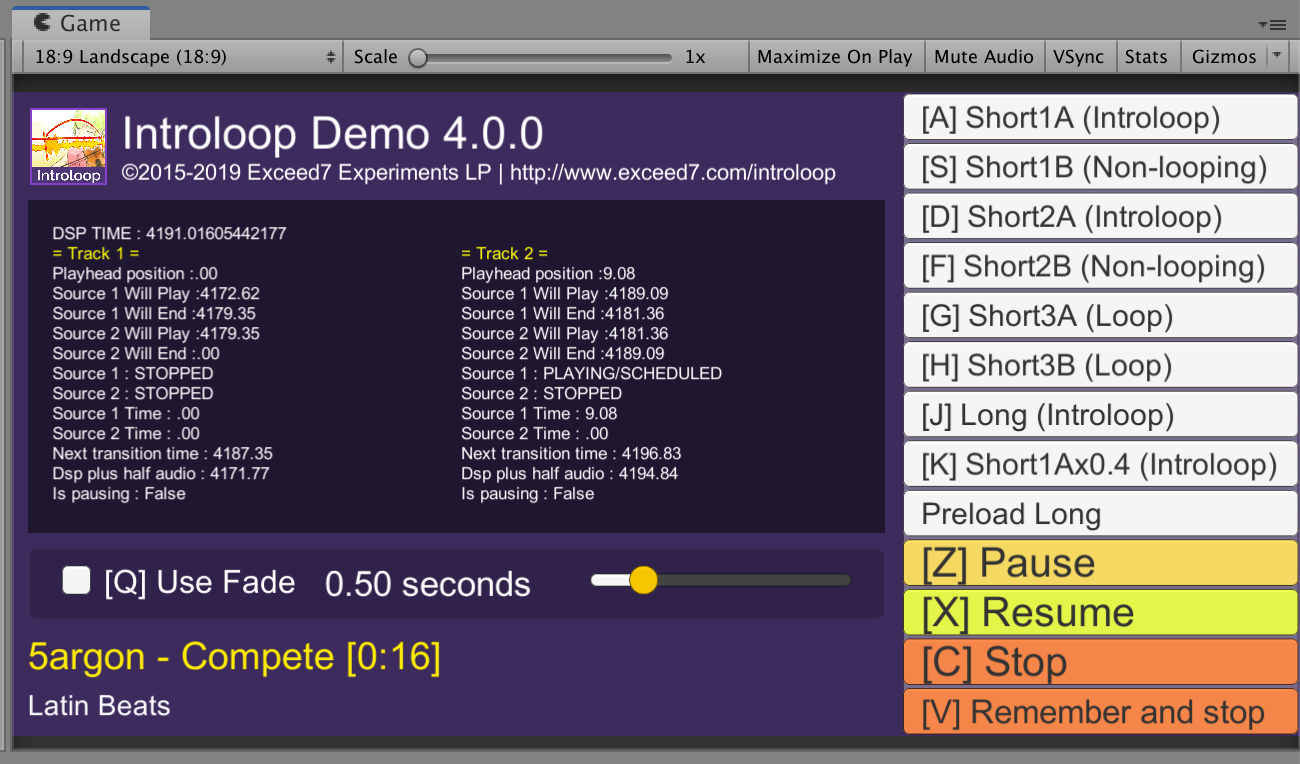 Game
18:9 Landscape (18:9)
Scale
1x
Maximize On Play
Mute Audio
VSync
Stats
Gizmos
Introloop
Introloop Demo 4.0.0
©2015-2019 Exceed7 Experiments LP | http://www.exceed7.com/introloop
DSP TIME : 4191.01605442177
= Track 1 =
Playhead position :.00
Source 1 Will Play :4172.62
Source 1 Will End :4179.35
Source 2 Will Play :4179.35
Source 2 Will End :.00
Source 1 : STOPPED
Source 2 : STOPPED
Source 1 Time : .00
Source 2 Time : .00
Next transition time : 4187.35
Dsp plus half audio : 4171.77
Is pausing : False
= Track 2 =
Playhead position :9.08
Source 1 Will Play :4189.09
Source 1 Will End :4181.36
Source 2 Will Play :4181.36
Source 2 Will End :4189.09
Source 1 : PLAYING/SCHEDULED
Source 2 : STOPPED
Source 1 Time : 9.08
Source 2 Time : .00
Next transition time : 4196.83
Dsp plus half audio : 4194.84
Is pausing : False
[Q] Use Fade
0.50 seconds
5argon - Compete [0:16]
Latin Beats
[A] Short1A (Introloop)
[S] Short1B (Non-looping)
[D] Short2A (Introloop)
[F] Short2B (Non-looping)
[G] Short3A (Loop)
[H] Short3B (Loop)
[J] Long (Introloop)
[K] Short1Ax0.4 (Introloop)
Preload Long
[Z] Pause
[X] Resume
[C] Stop
[V] Remember and stop